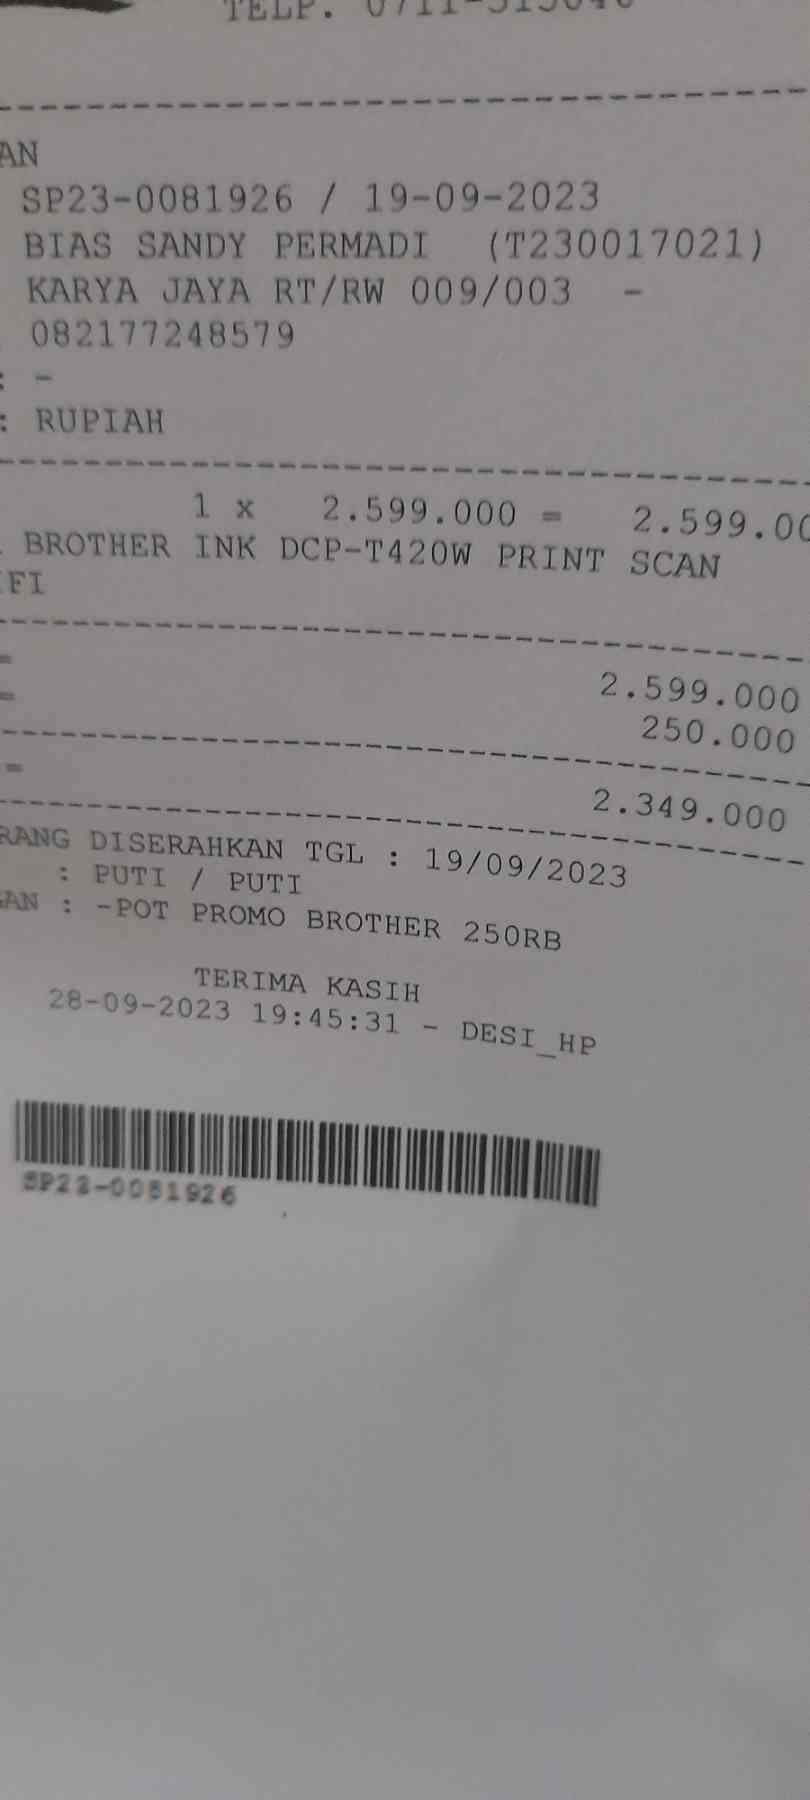 TELP.
AN
SP23-0081926 / 19-09-2023
BIAS SANDY PERMADI (T230017021)
KARYA JAYA RT/RW 009/003 -
082177248579
: -
: RUPIAH
1 x 2.599.000 = 2.599.00
BROTHER INK DCP-T420W PRINT SCAN
FI
= 2.599.000
= 250.000
= 2.349.000
RANG DISERAHKAN TGL : 19/09/2023
: PUTI / PUTI
GAN : -POT PROMO BROTHER 250RB
TERIMA KASIH
28-09-2023 19:45:31 - DESI_HP
SP23-0081926